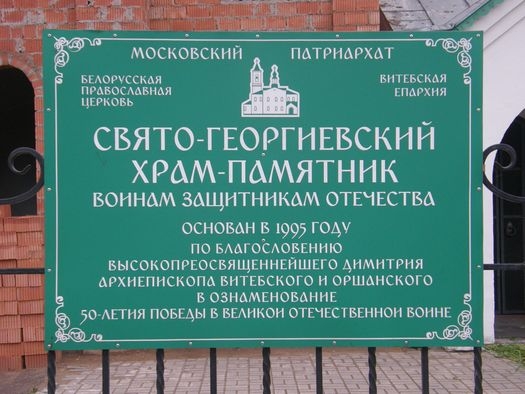 МОСКОВСКИЙ ПАТРИАРХАТ
БЕЛОРУССКАЯ
ПРАВОСЛАВНАЯ
ЦЕРКОВЬ
ВИТЕБСКАЯ
ЕПАРХИЯ
СВЯТО-ГЕОРГИЕВСКИЙ
ХРАМ-ПАМЯТНИК
ВОИНАМ ЗАЩИТНИКАМ ОТЕЧЕСТВА
ОСНОВАН В 1995 ГОДУ
ПО БЛАГОСЛОВЕНИЮ
ВЫСОКОПРЕОСВЯЩЕННЕЙШЕГО ДИМИТРИЯ
АРХИЕПИСКОПА ВИТЕБСКОГО И ОРШАНСКОГО
В ОЗНАМЕНОВАНИЕ
50-ЛЕТИЯ ПОБЕДЫ В ВЕЛИКОЙ ОТЕЧЕСТВЕННОЙ ВОЙНЕ